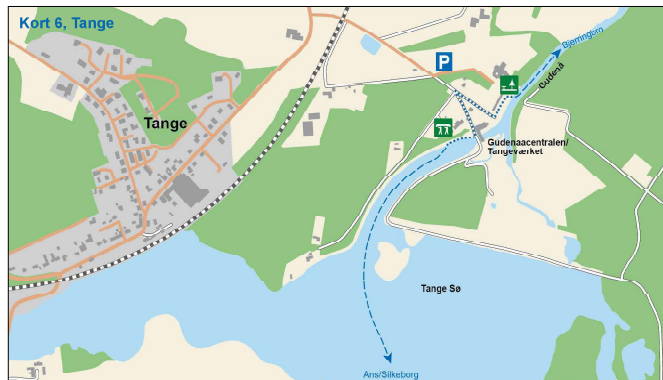 Kort 6, Tange
Bjerringbro
P
Gudenå
Tange
Gudenaacentralen/
Tangeværket
Tange Sø
Ans/Silkeborg